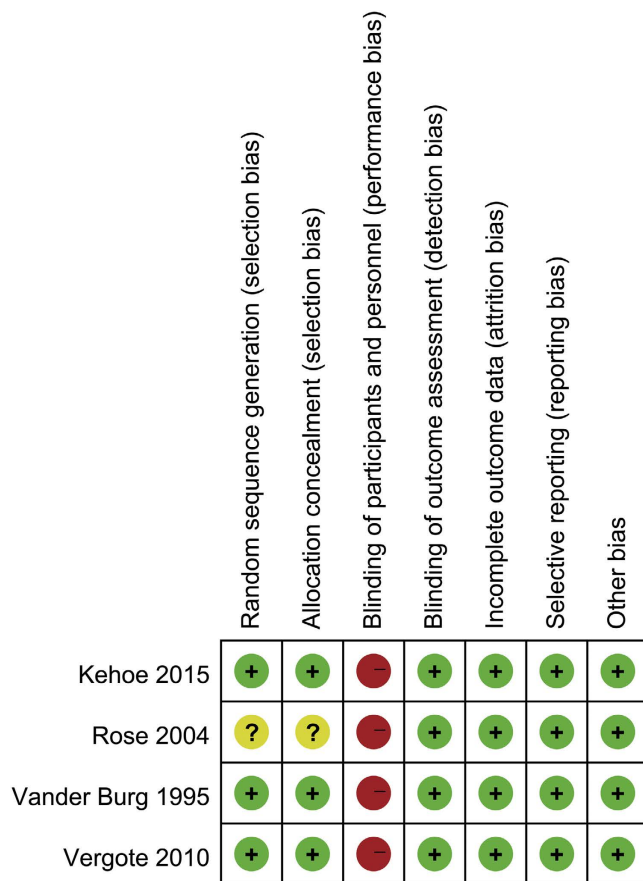 Random sequence generation (selection bias)
Allocation concealment (selection bias)
Blinding of participants and personnel (performance bias)
Blinding of outcome assessment (detection bias)
Incomplete outcome data (attrition bias)
Selective reporting (reporting bias)
Other bias
Kehoe 2015 + + – + + + +
Rose 2004 ? ? – + + + +
Vander Burg 1995 + + – + + + +
Vergote 2010 + + – + + + +